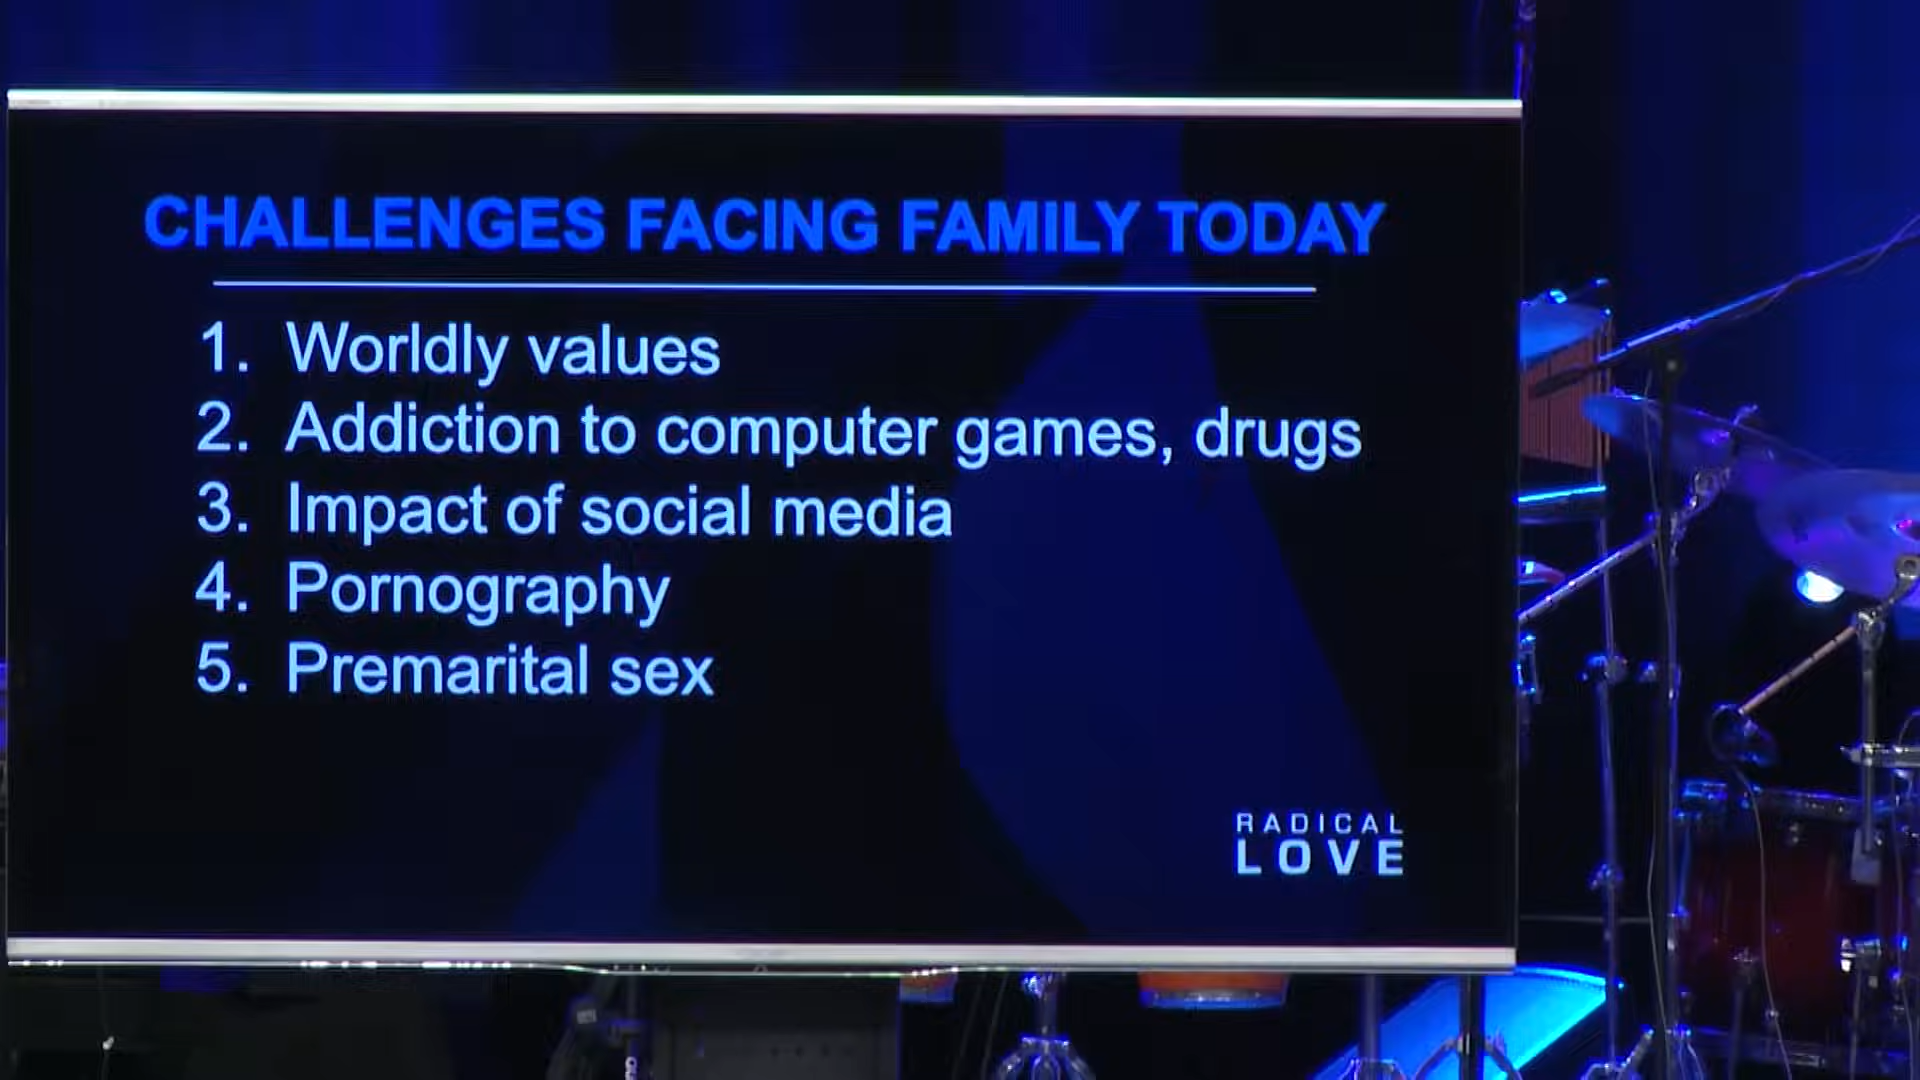 CHALLENGES FACING FAMILY TODAY
1. Worldly values
2. Addiction to computer games, drugs
3. Impact of social media
4. Pornography
5. Premarital sex
RADICAL
LOVE